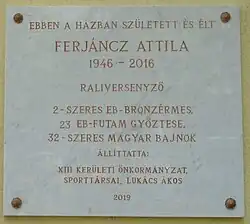 EBBEN A HÁZBAN SZÜLETETT ÉS ÉLT
FERJÁNCZ ATTILA
1946 - 2016
RALIVERSENYZŐ
2-SZERES EB-BRONZÉRMES,
23 EB-FUTAM GYŐZTESE,
32-SZERES MAGYAR BAJNOK
ÁLLÍTTATTA:
XIII KERÜLETI ÖNKORMÁNYZAT,
SPORTTÁRSAI, LUKÁCS ÁKOS
2019